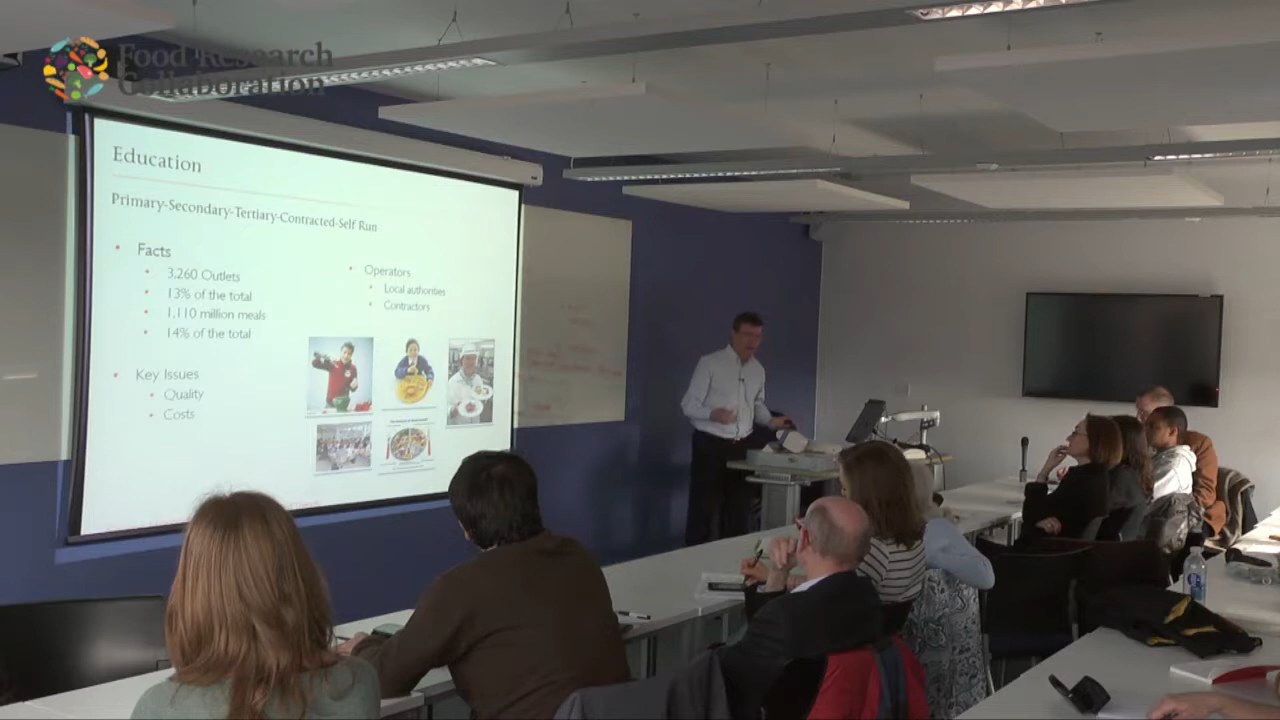 Food Research
Collaboration
Education
Primary-Secondary-Tertiary-Contracted-Self Run
Facts
3,260 Outlets
13% of the total
1,110 million meals
14% of the total
Key Issues
Quality
Costs
Operators
Local authorities
Contractors